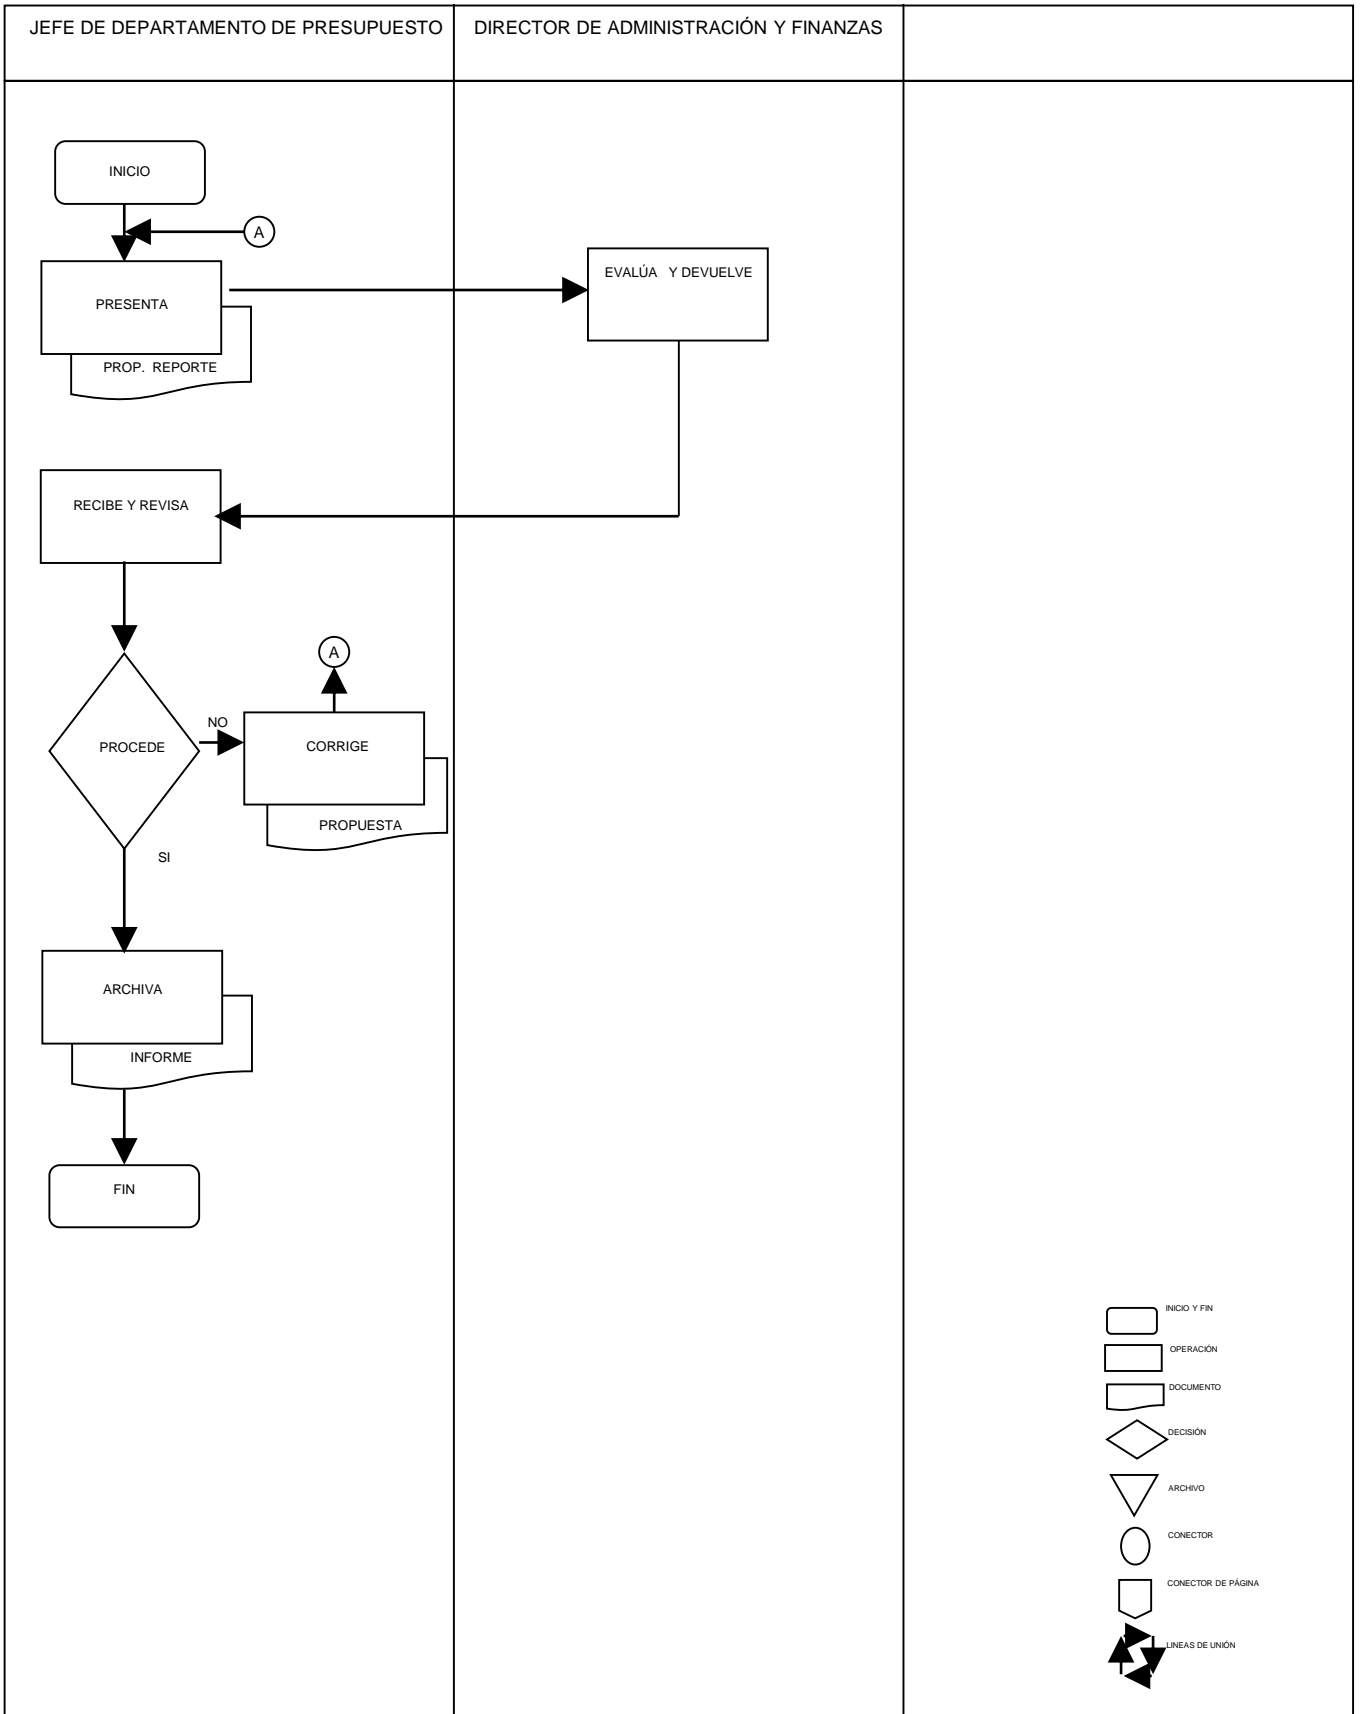 JEFE DE DEPARTAMENTO DE PRESUPUESTO
DIRECTOR DE ADMINISTRACIÓN Y FINANZAS
INICIO
A
EVALÚA Y DEVUELVE
PRESENTA
PROP. REPORTE
RECIBE Y REVISA
A
NO
PROCEDE
CORRIGE
PROPUESTA
SI
ARCHIVA
INFORME
FIN
INICIO Y FIN
OPERACIÓN
DOCUMENTO
DECISIÓN
ARCHIVO
CONECTOR
CONECTOR DE PÁGINA
LINEAS DE UNIÓN